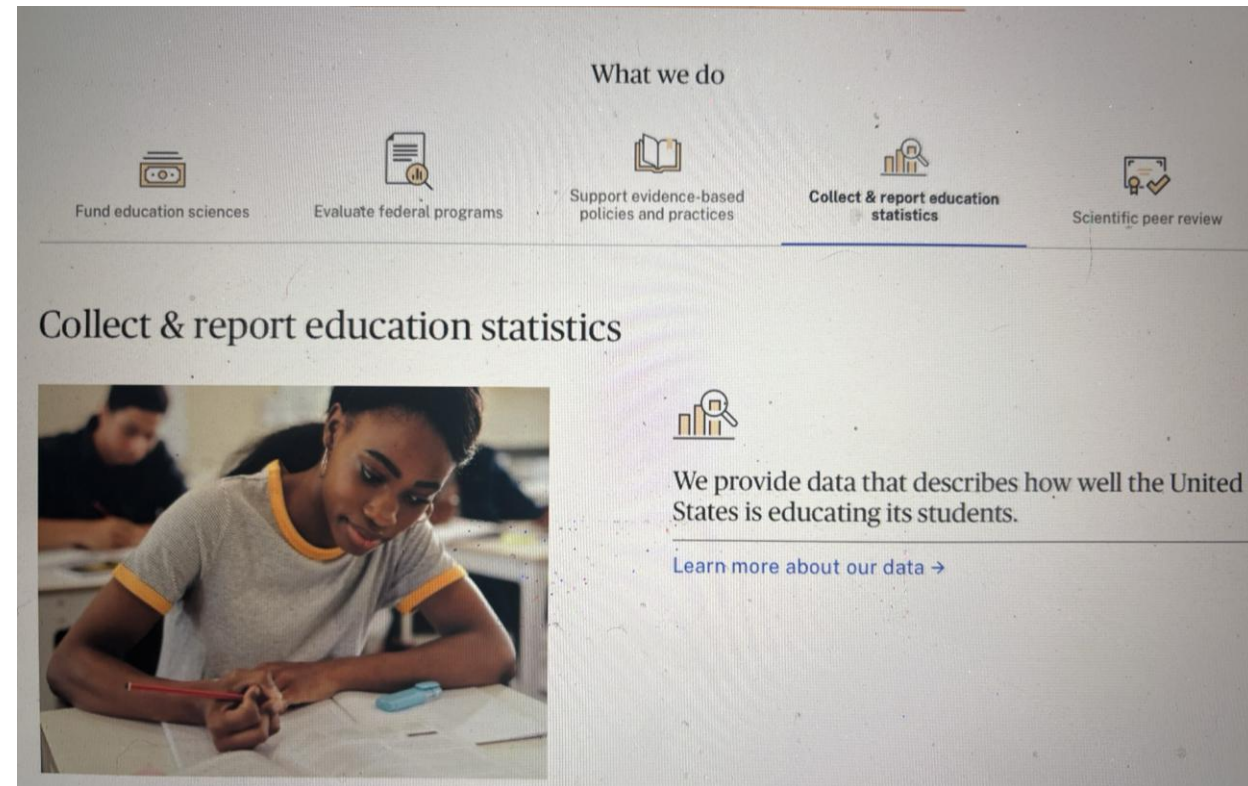 What we do
Fund education sciences
Evaluate federal programs
Support evidence-based
policies and practices
Collect & report education
statistics
Scientific peer review
Collect & report education statistics
We provide data that describes how well the United
States is educating its students.
Learn more about our data →